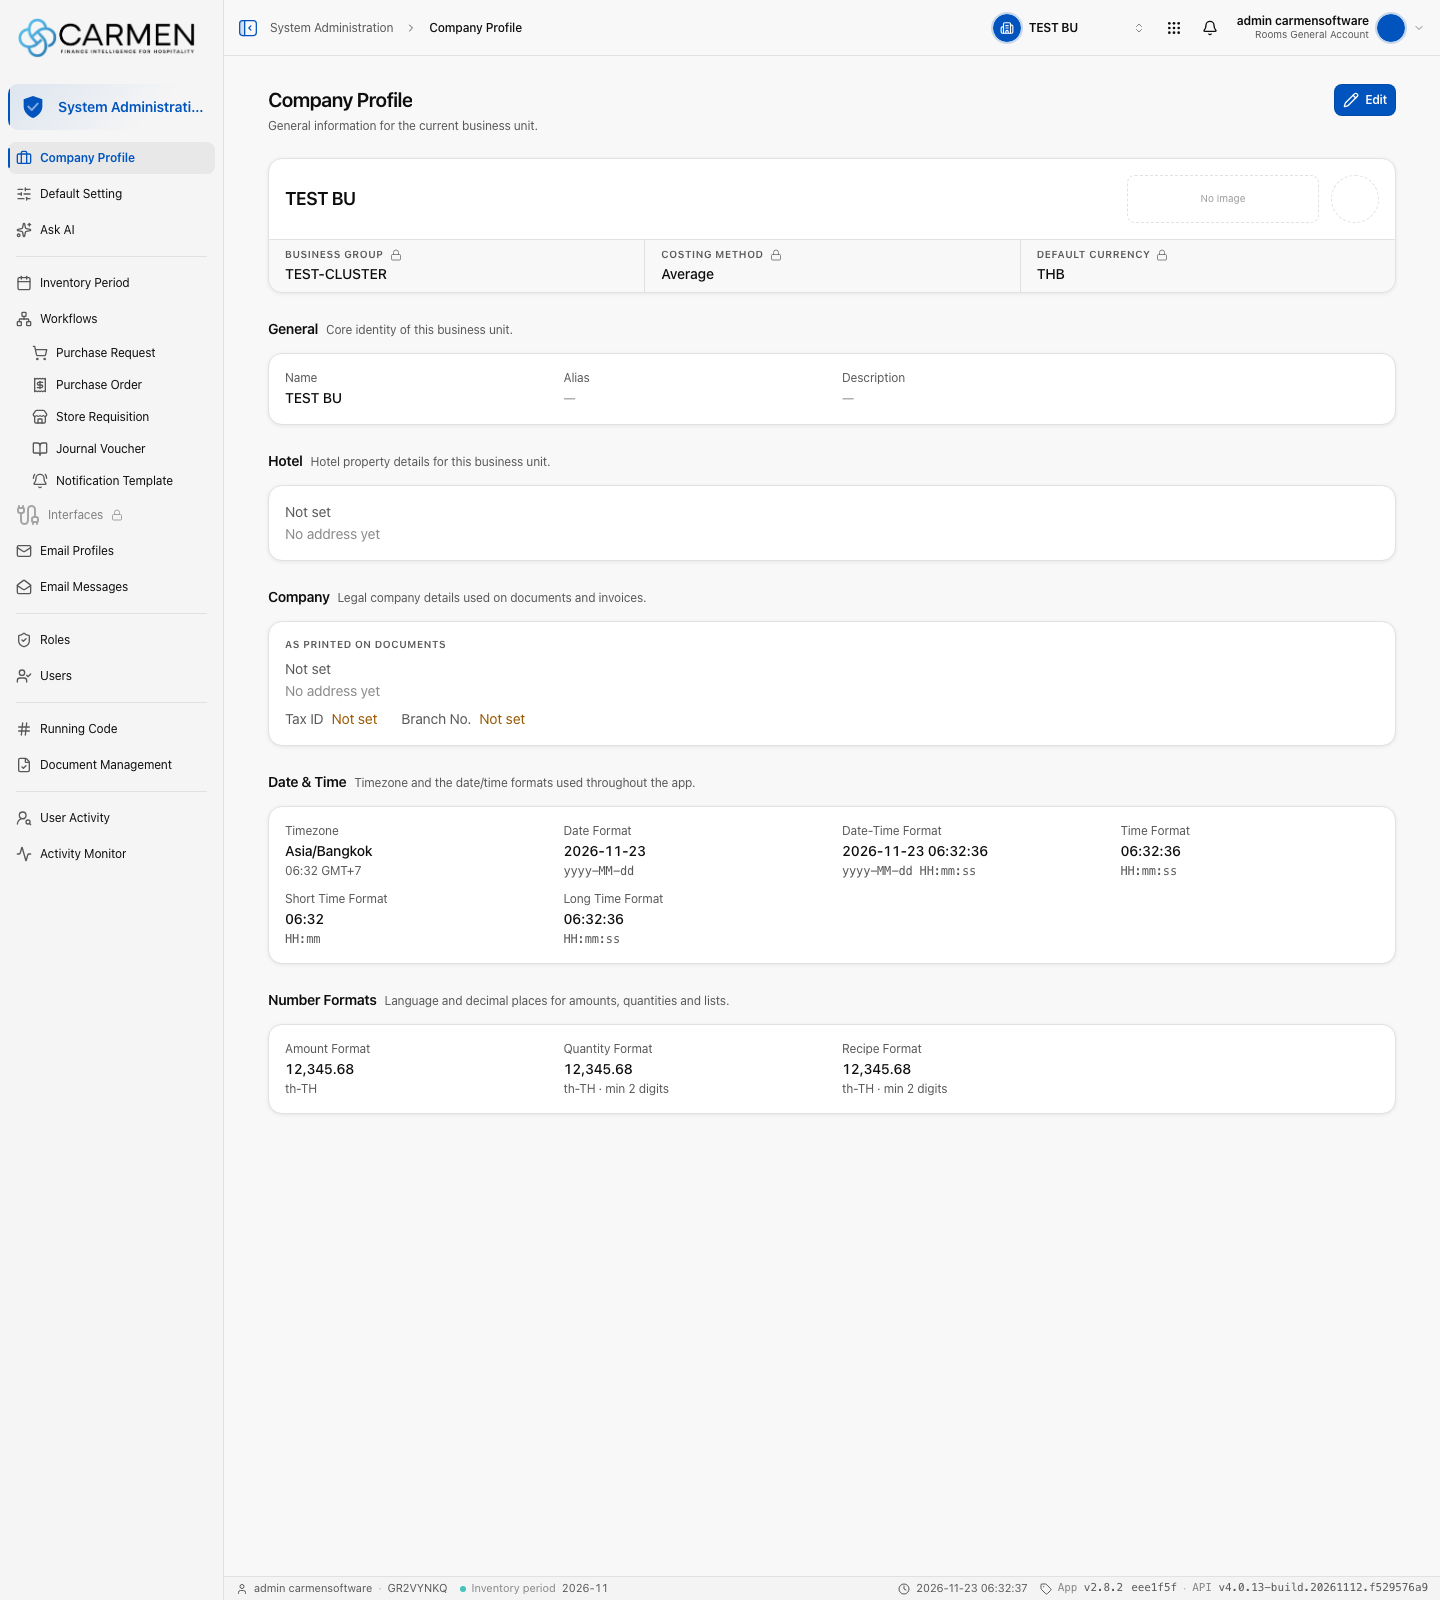 CARMEN
FINANCE INTELLIGENCE FOR HOSPITALITY
System Administrati...
Company Profile
Default Setting
Ask AI
Inventory Period
Workflows
Purchase Request
Purchase Order
Store Requisition
Journal Voucher
Notification Template
Interfaces
Email Profiles
Email Messages
Roles
Users
Running Code
Document Management
User Activity
Activity Monitor
System Administration > Company Profile
TEST BU
admin carmensoftware
Rooms General Account
Company Profile
General information for the current business unit.
Edit
TEST BU
No image
BUSINESS GROUP
TEST-CLUSTER
COSTING METHOD
Average
DEFAULT CURRENCY
THB
General Core identity of this business unit.
Name
TEST BU
Alias
—
Description
—
Hotel Hotel property details for this business unit.
Not set
No address yet
Company Legal company details used on documents and invoices.
AS PRINTED ON DOCUMENTS
Not set
No address yet
Tax ID Not set Branch No. Not set
Date & Time Timezone and the date/time formats used throughout the app.
Timezone
Asia/Bangkok
06:32 GMT+7
Date Format
2026-11-23
yyyy-MM-dd
Date-Time Format
2026-11-23 06:32:36
yyyy-MM-dd HH:mm:ss
Time Format
06:32:36
HH:mm:ss
Short Time Format
06:32
HH:mm
Long Time Format
06:32:36
HH:mm:ss
Number Formats Language and decimal places for amounts, quantities and lists.
Amount Format
12,345.68
th-TH
Quantity Format
12,345.68
th-TH · min 2 digits
Recipe Format
12,345.68
th-TH · min 2 digits
admin carmensoftware · GR2VYNKQ Inventory period 2026-11
2026-11-23 06:32:37 App v2.8.2 eee1f5f · API v4.0.13-build.20261112.f529576a9